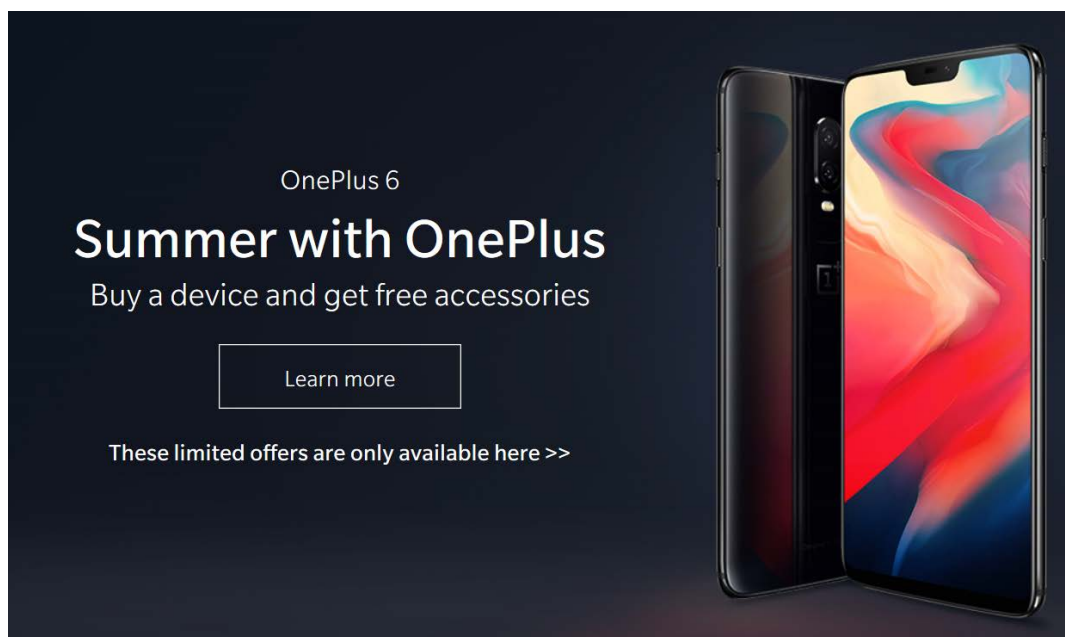 OnePlus 6
Summer with OnePlus
Buy a device and get free accessories
Learn more
These limited offers are only available here >>